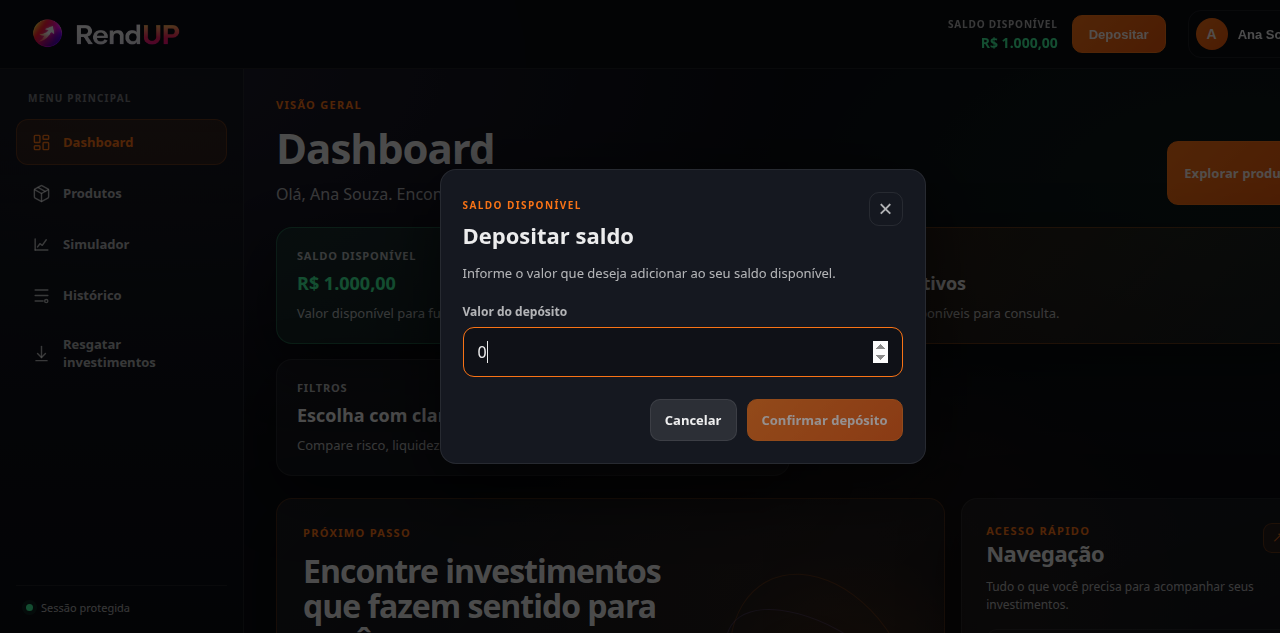 RendUP
SALDO DISPONÍVEL
R$ 1.000,00
Depositar
A
Ana So
MENU PRINCIPAL
Dashboard
Produtos
Simulador
Histórico
Resgatar
investimentos
Sessão protegida
VISÃO GERAL
Dashboard
Olá, Ana Souza. Encon
Explorar produ
SALDO DISPONÍVEL
R$ 1.000,00
Valor disponível para fu
tivos
oníveis para consulta.
FILTROS
Escolha com clar
Compare risco, liquidez
SALDO DISPONÍVEL
Depositar saldo
Informe o valor que deseja adicionar ao seu saldo disponível.
Valor do depósito
0
Cancelar
Confirmar depósito
PRÓXIMO PASSO
Encontre investimentos
que fazem sentido para
ACESSO RÁPIDO
Navegação
Tudo o que você precisa para acompanhar seus
investimentos.